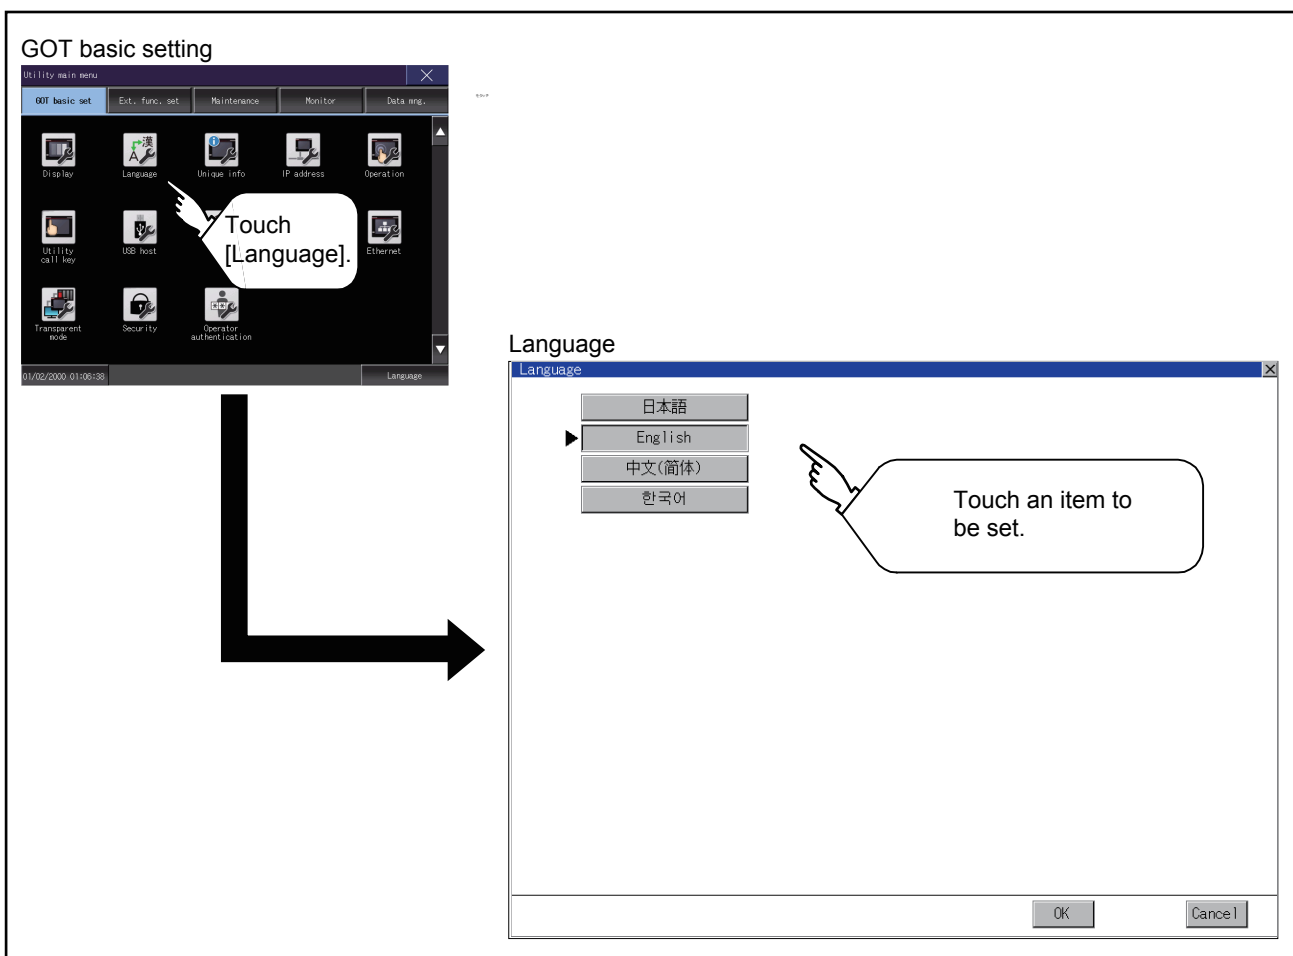 GOT basic setting
Utility main menu
GOT basic set
Ext. func. set
Maintenance
Monitor
Data mng.
Display
Language
Unique info
IP address
Operation
Utility
call key
USB host
Ethernet
Touch
[Language].
Transparent
mode
Security
Operator
authentication
01/02/2000 01:06:38
Language
Language
Language
日本語
English
中文(简体)
한국어
Touch an item to
be set.
OK
Cancel